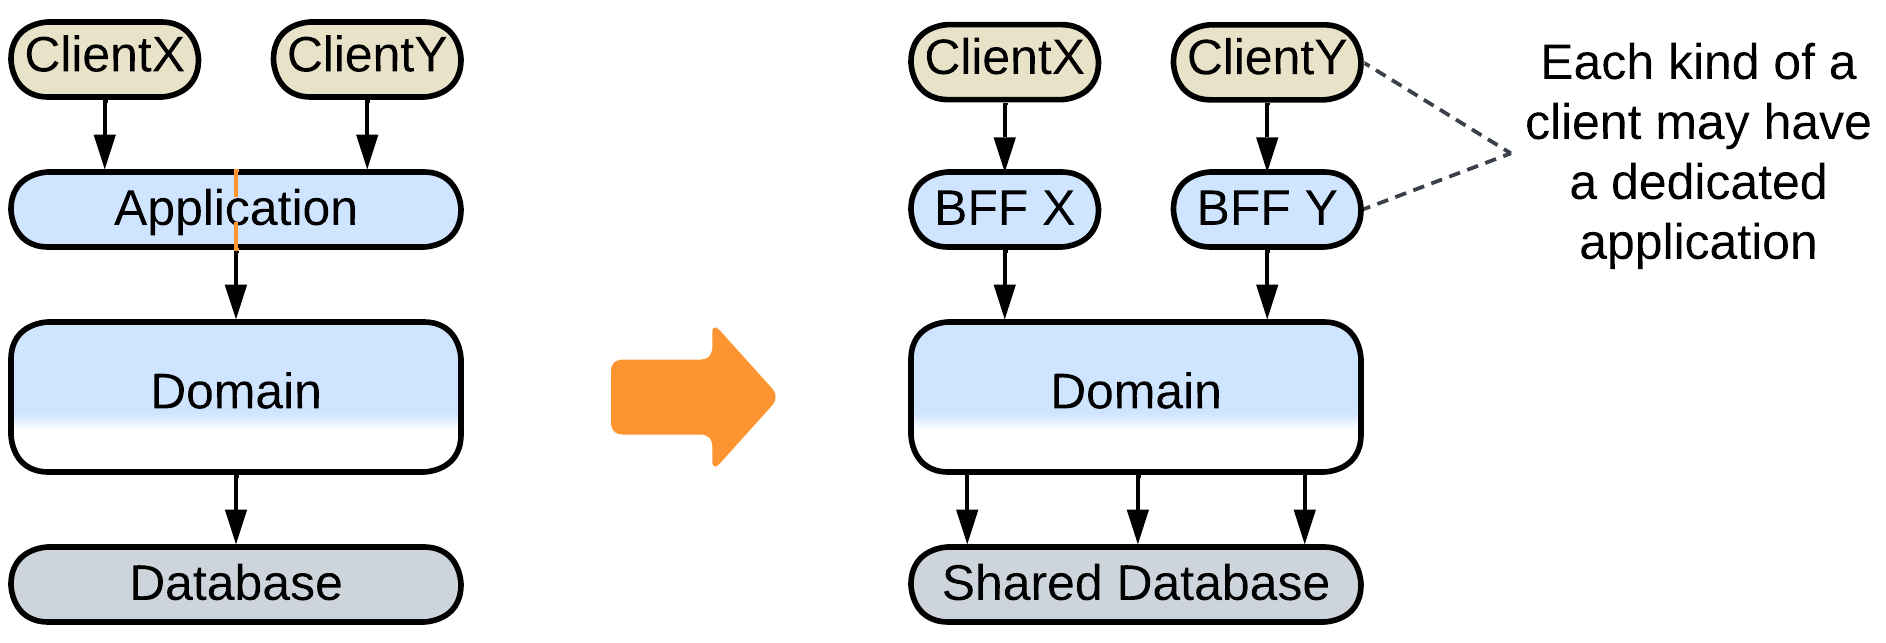 ClientX
ClientY
Application
Domain
Database
ClientX
ClientY
BFF X
BFF Y
Domain
Shared Database
Each kind of a
client may have
a dedicated
application